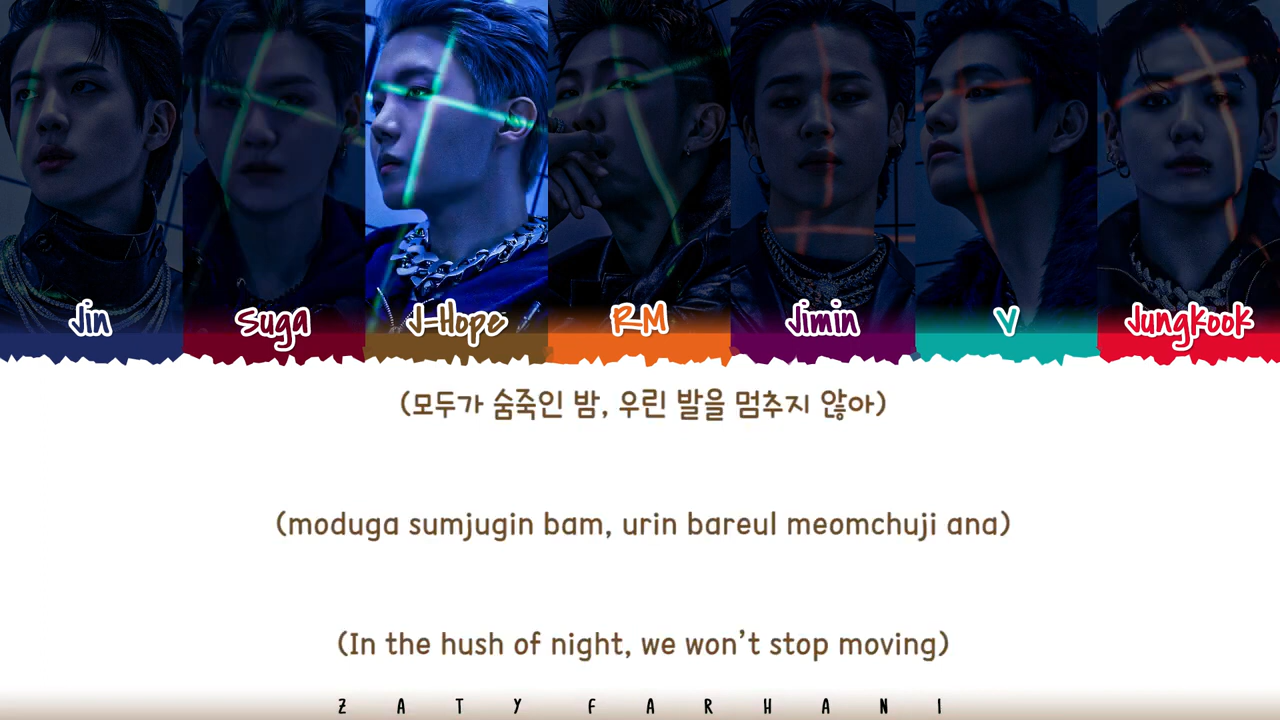 Jin Suga J-Hope RM Jimin V Jungkook
(모두가 숨죽인 밤, 우린 발을 멈추지 않아)
(moduga sumjugin bam, urin bareul meomchuji ana)
(In the hush of night, we won't stop moving)
ZATY FARHANI